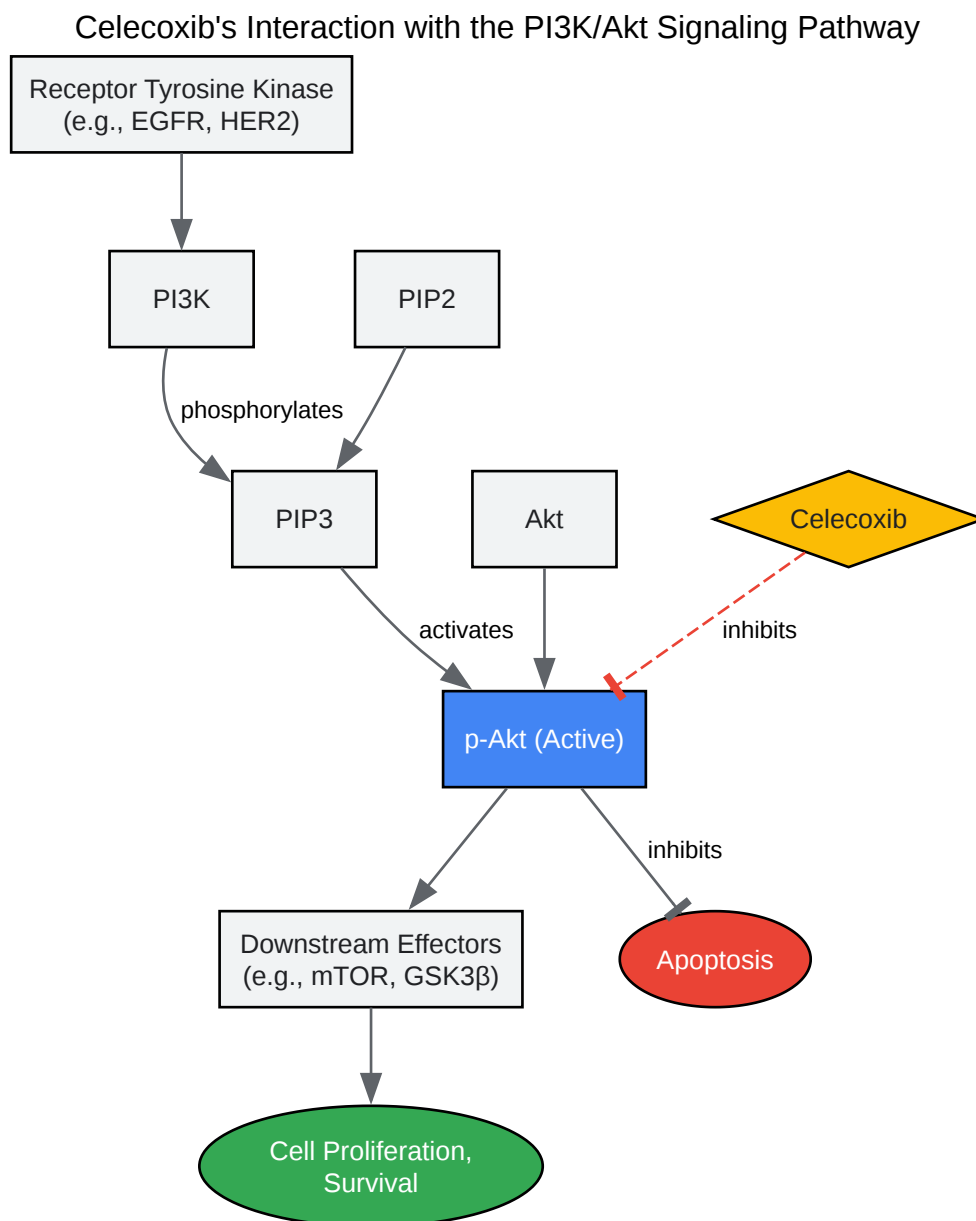 Celecoxib's Interaction with the PI3K/Akt Signaling Pathway
Receptor Tyrosine Kinase
(e.g., EGFR, HER2)
PI3K
PIP2
phosphorylates
PIP3
Akt
Celecoxib
activates
inhibits
p-Akt (Active)
inhibits
Downstream Effectors
(e.g., mTOR, GSK3β)
Apoptosis
Cell Proliferation,
Survival